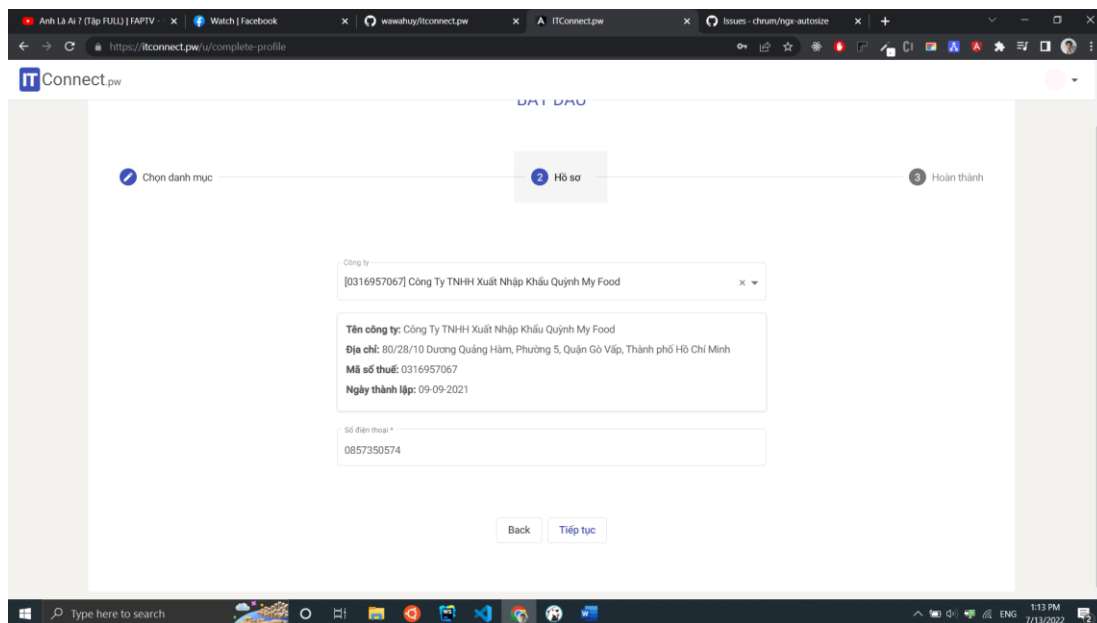 Anh Là Ai ? (Tập FULL) | FAPTV -
Watch | Facebook
wawahuy/itconnect.pw
ITConnect.pw
Issues - chrum/ngx-autosize
https://itconnect.pw/u/complete-profile
IT Connect.pw
BẮT ĐẦU
Chọn danh mục
2 Hồ sơ
3 Hoàn thành
Công ty
[0316957067] Công Ty TNHH Xuất Nhập Khẩu Quỳnh My Food
Tên công ty: Công Ty TNHH Xuất Nhập Khẩu Quỳnh My Food
Địa chỉ: 80/28/10 Dương Quảng Hàm, Phường 5, Quận Gò Vấp, Thành phố Hồ Chí Minh
Mã số thuế: 0316957067
Ngày thành lập: 09-09-2021
Số điện thoại *
0857350574
Back
Tiếp tục
Type here to search
ENG
1:13 PM
7/13/2022